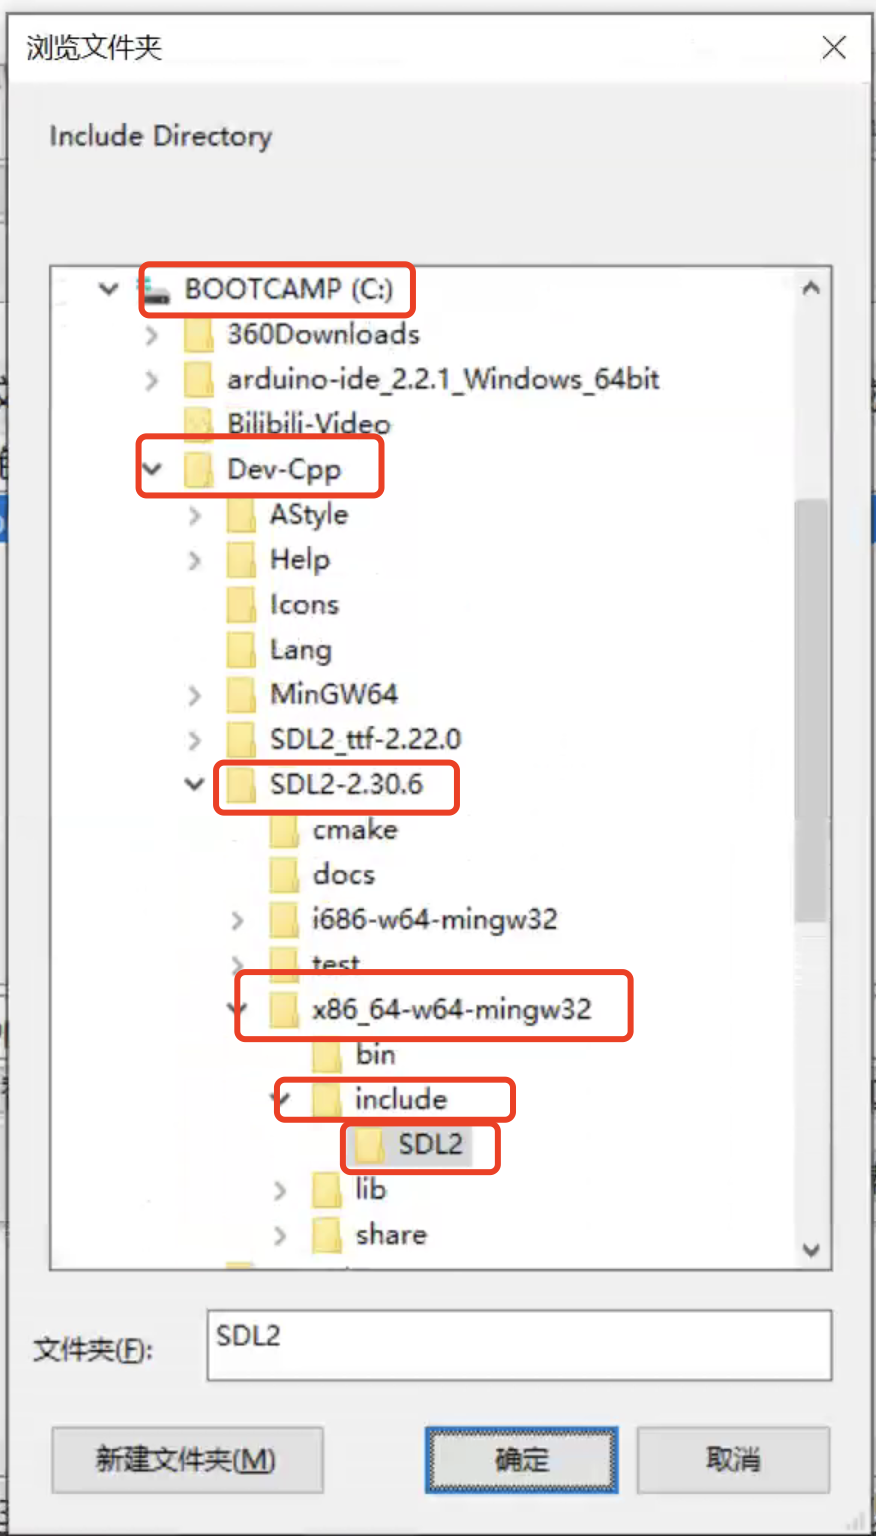 浏览文件夹
Include Directory
BOOTCAMP (C:)
360Downloads
arduino-ide_2.2.1_Windows_64bit
Bilibili-Video
Dev-Cpp
AStyle
Help
Icons
Lang
MinGW64
SDL2_ttf-2.22.0
SDL2-2.30.6
cmake
docs
i686-w64-mingw32
test
x86_64-w64-mingw32
bin
include
SDL2
lib
share
文件夹(F):
SDL2
新建文件夹(M)
确定
取消